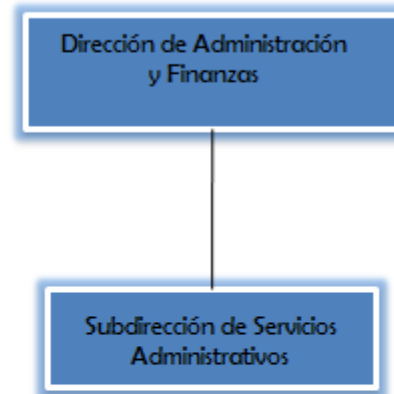 Dirección de Administración
y Finanzas
Subdirección de Servicios
Administrativos